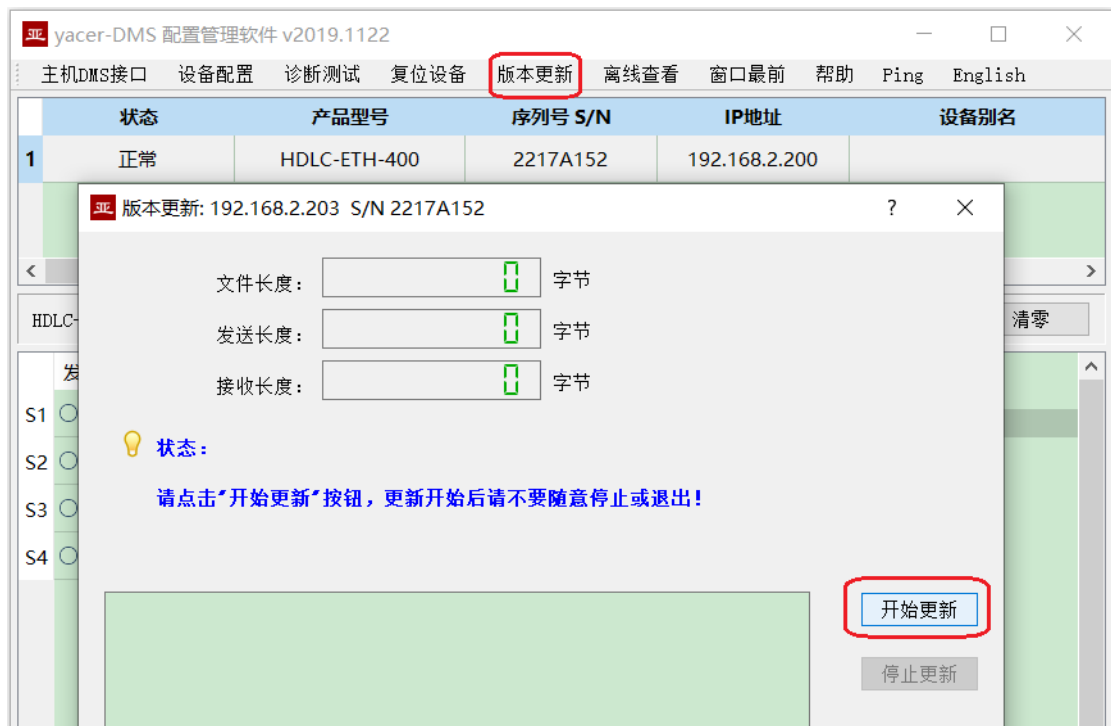 亚 yacer-DMS 配置管理软件 v2019.1122
主机DMS接口 设备配置 诊断测试 复位设备 版本更新 离线查看 窗口最前 帮助 Ping English
状态 产品型号 序列号 S/N IP地址 设备别名
1 正常 HDLC-ETH-400 2217A152 192.168.2.200
亚 版本更新: 192.168.2.203 S/N 2217A152 ?
文件长度： 0 字节
HDLC- 清零
发送长度： 0 字节
发
接收长度： 0 字节
S1
S2
S3
S4
状态：
请点击"开始更新"按钮，更新开始后请不要随意停止或退出！
开始更新
停止更新